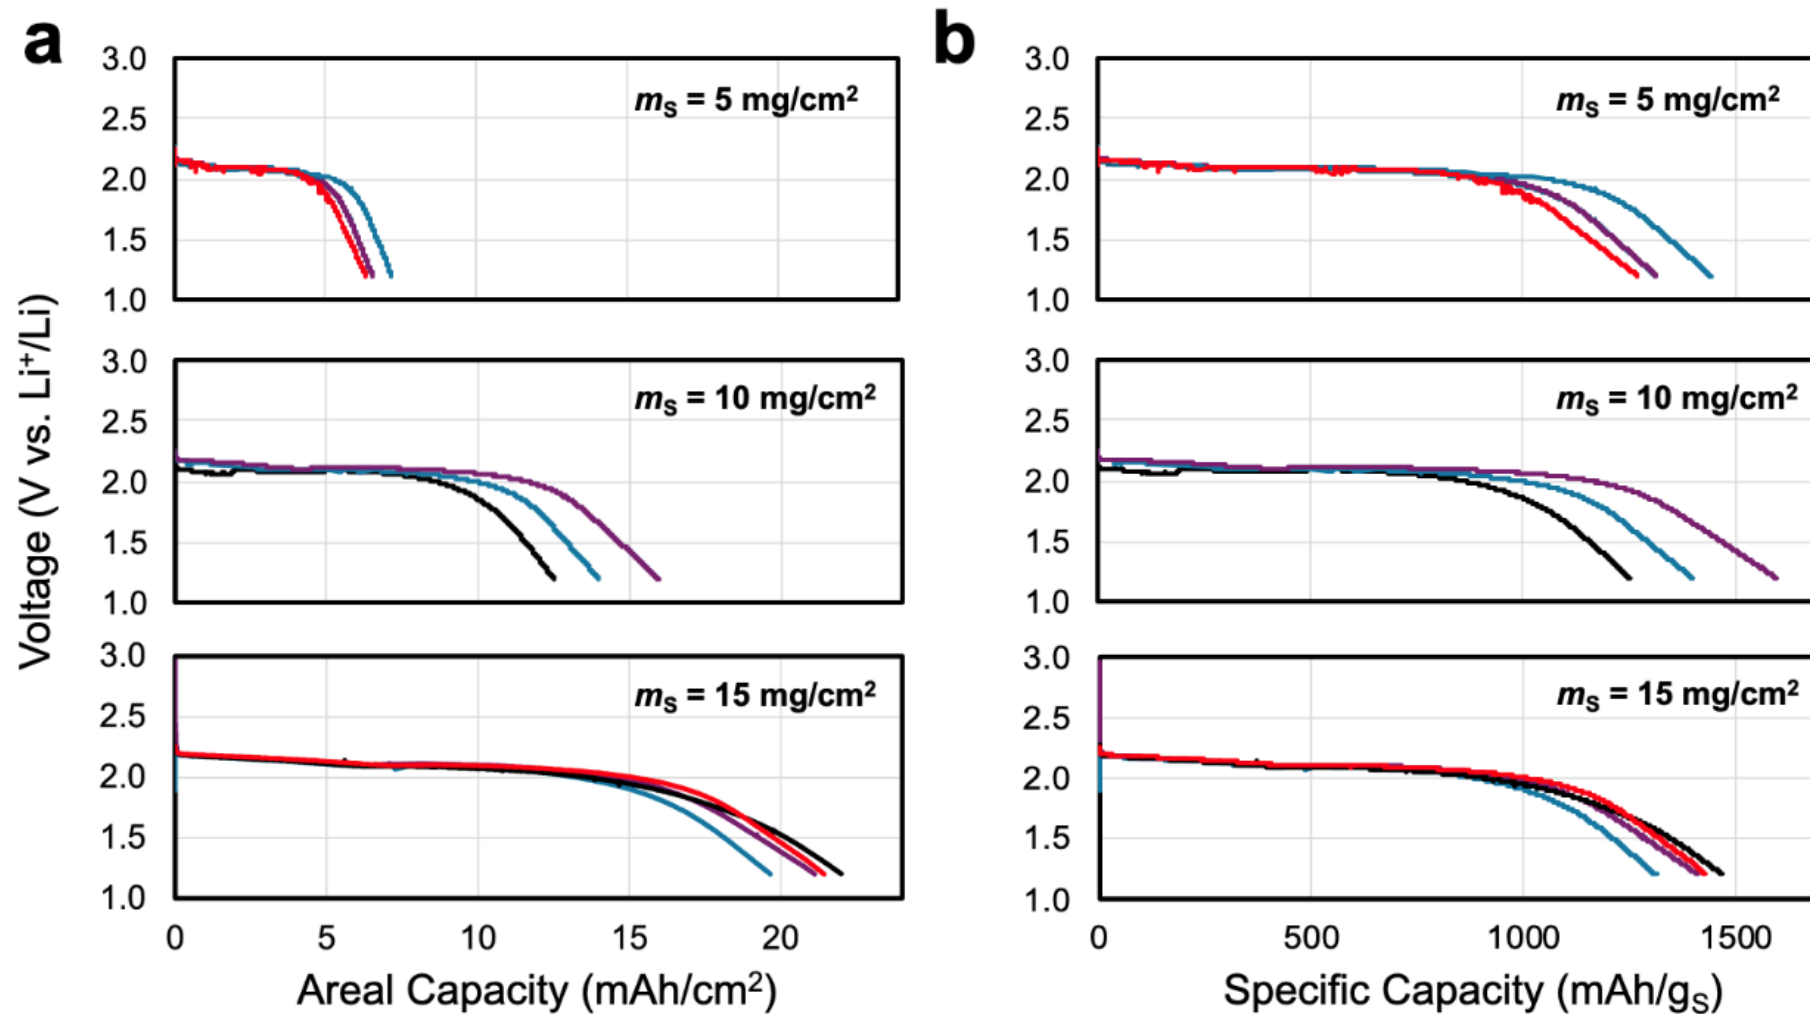 a
b
Voltage (V vs. Li⁺/Li)
3.0
2.5
2.0
1.5
1.0
mS = 5 mg/cm²
3.0
2.5
2.0
1.5
1.0
mS = 10 mg/cm²
3.0
2.5
2.0
1.5
1.0
mS = 15 mg/cm²
0 5 10 15 20
Areal Capacity (mAh/cm²)
3.0
2.5
2.0
1.5
1.0
mS = 5 mg/cm²
3.0
2.5
2.0
1.5
1.0
mS = 10 mg/cm²
3.0
2.5
2.0
1.5
1.0
mS = 15 mg/cm²
0 500 1000 1500
Specific Capacity (mAh/gS)